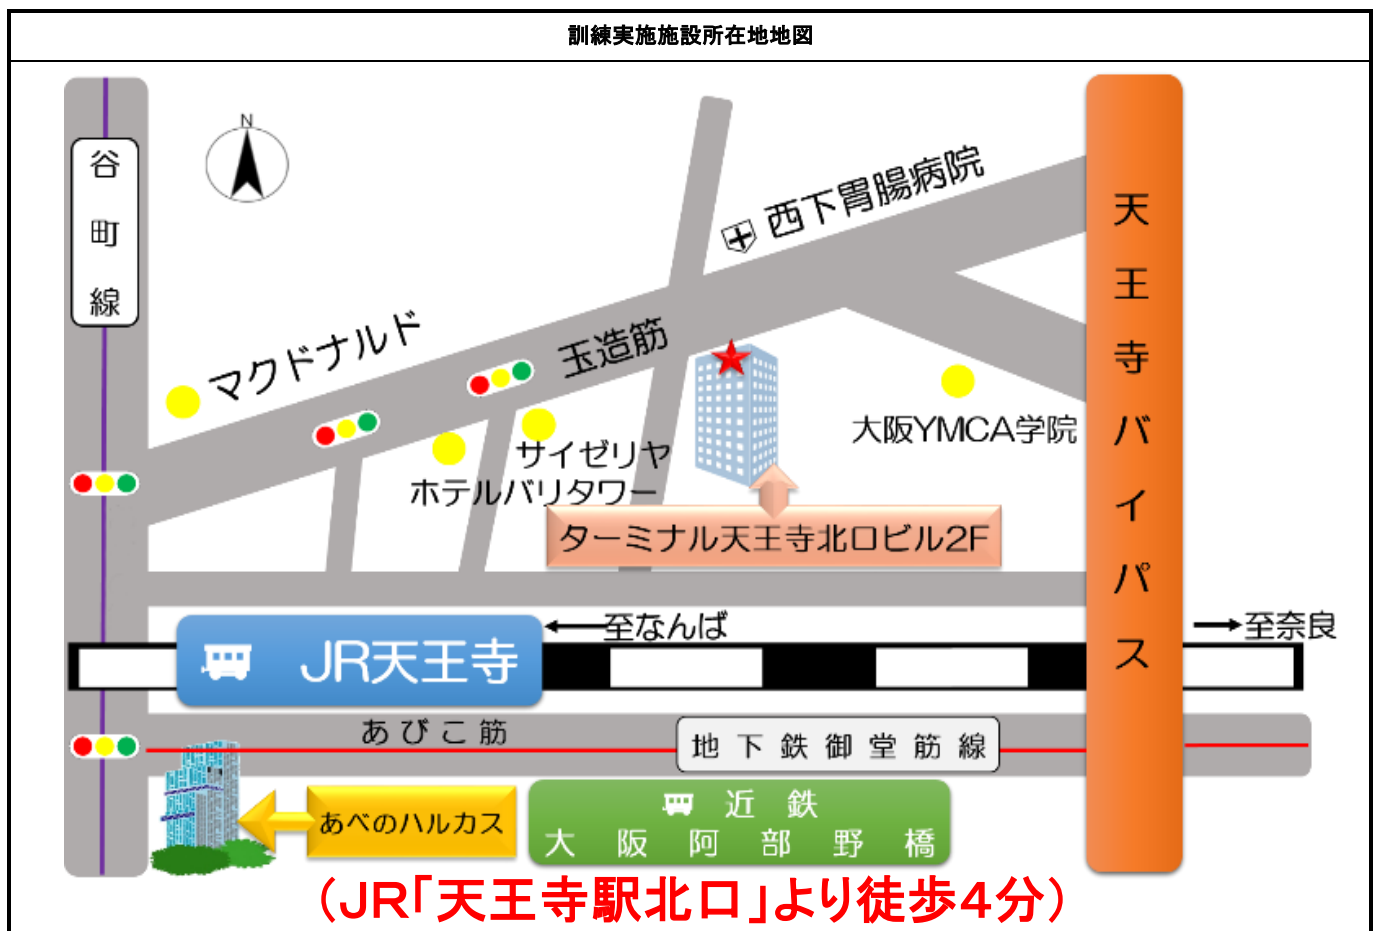 訓練実施施設所在地地図
N
谷町線
西下胃腸病院
天王寺バイパス
マクドナルド
玉造筋
サイゼリヤ
ホテルバリタワー
大阪YMCA学院
ターミナル天王寺北口ビル2F
←至なんば
→至奈良
JR天王寺
あびこ筋
地下鉄御堂筋線
あべのハルカス
近鉄
大阪阿部野橋
（JR「天王寺駅北口」より徒歩4分）